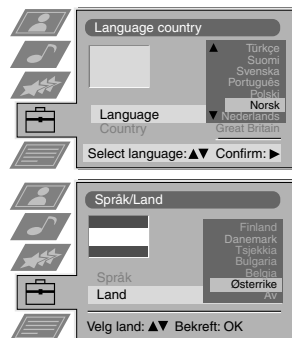 Language country
Türkçe
Suomi
Svenska
Português
Polski
Norsk
Nederlands
Great Britain
Language
Country
Select language:▲▼ Confirm:▶
Språk/Land
Finland
Danemark
Tsjekkia
Bulgaria
Belgia
Østerrike
Av
Språk
Land
Velg land: ▲▼ Bekreft: OK